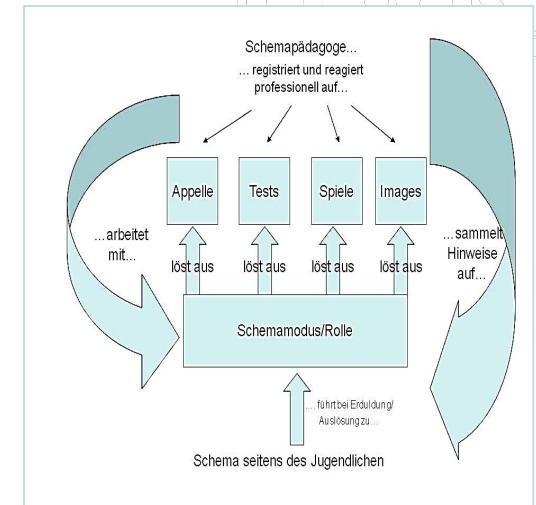 Schemapädagoge...
... registriert und reagiert
professionell auf...
Appelle
Tests
Spiele
Images
...arbeitet
mit...
...sammelt
Hinweise
auf...
löst aus
löst aus
löst aus
löst aus
Schemamodus/Rolle
.... führt bei Erduldung/
Auslösung zu...
Schema seitens des Jugendlichen